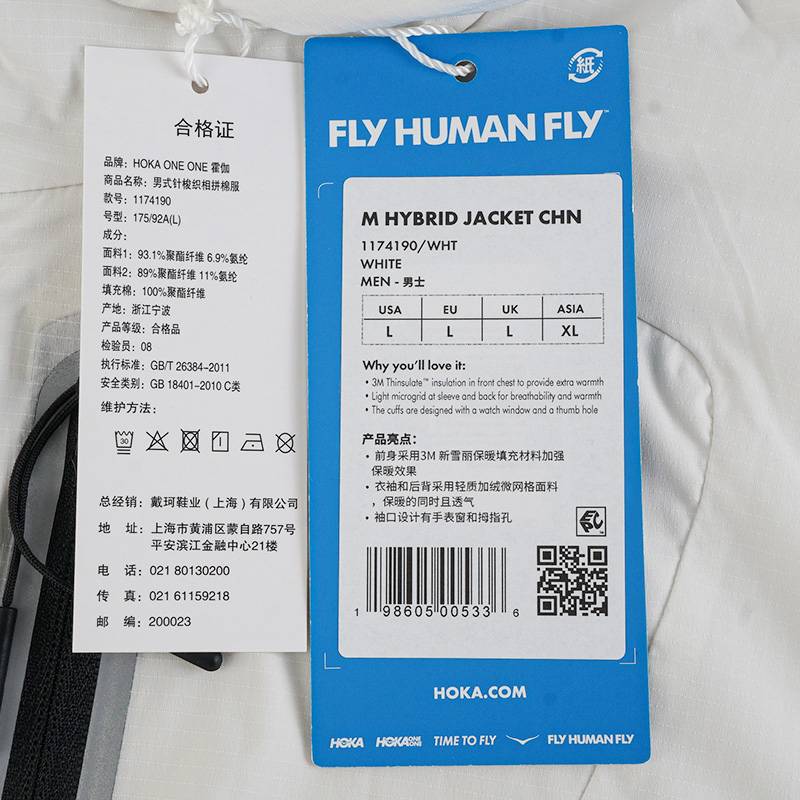 合格证
品牌：HOKA ONE ONE 霍伽
商品名称：男式针梭织相拼棉服
款号：1174190
号型：175/92A(L)
成分：
面料1：93.1%聚酯纤维 6.9%氨纶
面料2：89%聚酯纤维 11%氨纶
填充棉：100%聚酯纤维
产地：浙江宁波
产品等级：合格品
检验员：08
执行标准：GB/T 26384-2011
安全类别：GB 18401-2010 C类
维护方法：
30
总经销：戴珂鞋业（上海）有限公司
地 址：上海市黄浦区蒙自路757号
平安滨江金融中心21楼
电 话：021 80130200
传 真：021 61159218
邮 编：200023
紙
FLY HUMAN FLY™
M HYBRID JACKET CHN
1174190/WHT
WHITE
MEN - 男士
USA EU UK ASIA
L L L XL
Why you'll love it:
• 3M Thinsulate™ insulation in front chest to provide extra warmth
• Light microgrid at sleeve and back for breathability and warmth
• The cuffs are designed with a watch window and a thumb hole
产品亮点：
• 前身采用3M 新雪丽保暖填充材料加强
保暖效果
• 衣袖和后背采用轻质加绒微网格面料
，保暖的同时且透气
• 袖口设计有手表窗和拇指孔
1 98605 00533 6
HOKA.COM
HOKA HOKA ONE ONE TIME TO FLY FLY HUMAN FLY